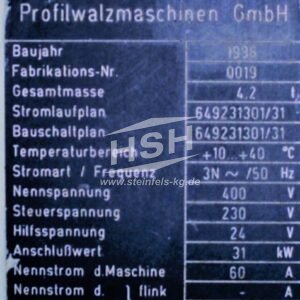 Profilwalzmaschinen GmbH
Baujahr 1996
Fabrikations-Nr. 0019
Gesamtmasse 4,2 t
Stromlaufplan 649231301/31 -
Bauschaltplan 649231301/31 -
HSH
Temperaturbereich +10...+40 °C
Stromart / Frequenz 3N ~ /50 Hz
www.steinfels-kg.de
Nennspannung 400 V
Steuerspannung 230 V
Hilfsspannung 24 V
Anschlußwert 31 kW
Nennstrom d.Maschine 60 A
Nennstrom d. flink - A